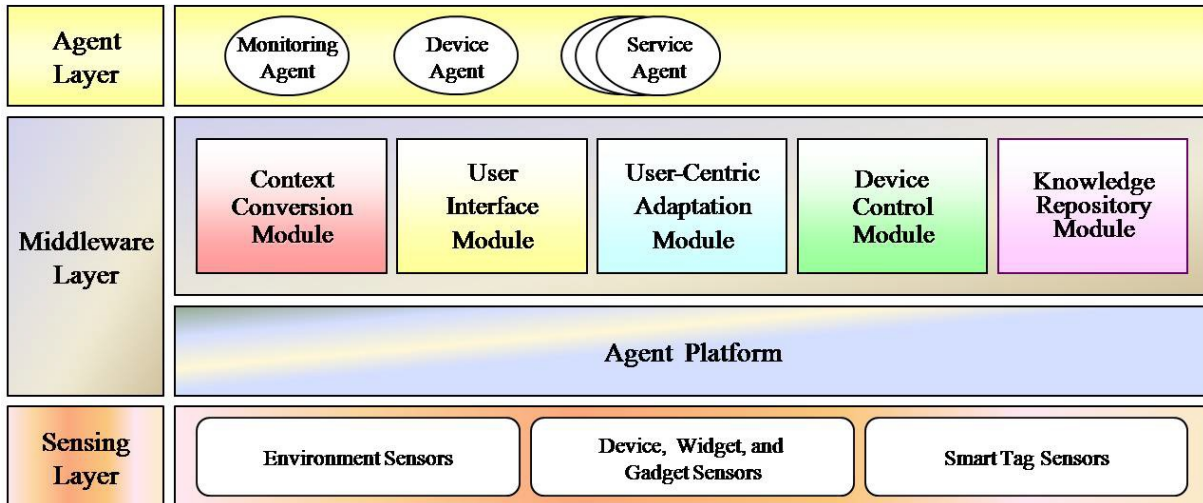 Agent
Layer
Monitoring
Agent
Device
Agent
Service
Agent
Middleware
Layer
Context
Conversion
Module
User
Interface
Module
User-Centric
Adaptation
Module
Device
Control
Module
Knowledge
Repository
Module
Agent Platform
Sensing
Layer
Environment Sensors
Device, Widget, and
Gadget Sensors
Smart Tag Sensors